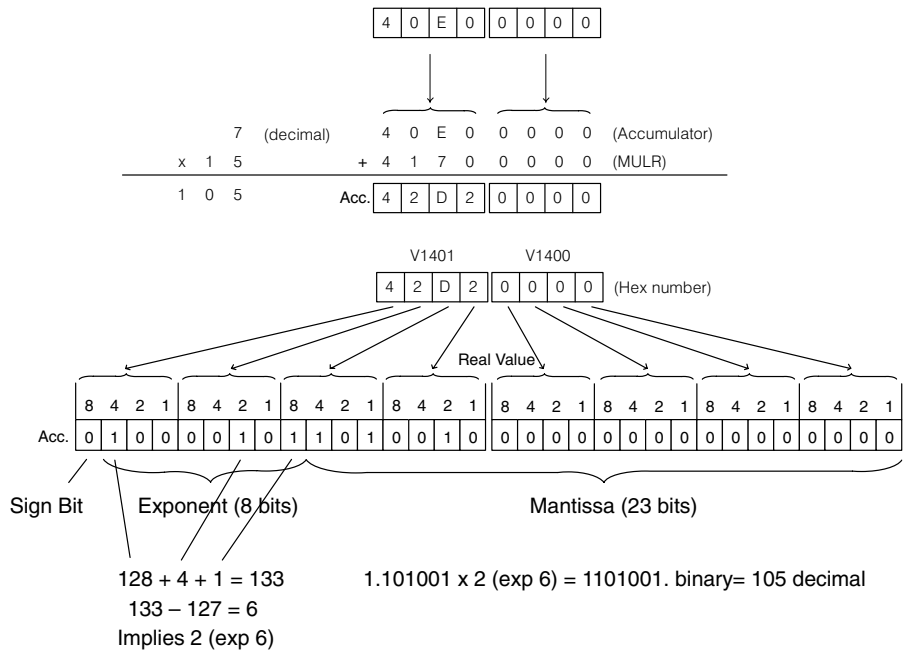 4 0 E 0 0 0 0 0
7 (decimal) 4 0 E 0 0 0 0 0 (Accumulator)
x 1 5 + 4 1 7 0 0 0 0 0 (MULR)
1 0 5 Acc. 4 2 D 2 0 0 0 0
V1401 V1400
4 2 D 2 0 0 0 0 (Hex number)
Real Value
8 4 2 1 8 4 2 1 8 4 2 1 8 4 2 1 8 4 2 1 8 4 2 1 8 4 2 1 8 4 2 1
Acc. 0 1 0 0 0 0 1 0 1 1 0 1 0 0 1 0 0 0 0 0 0 0 0 0 0 0 0 0 0 0 0 0
Sign Bit Exponent (8 bits) Mantissa (23 bits)
128 + 4 + 1 = 133 1.101001 x 2 (exp 6) = 1101001. binary= 105 decimal
133 – 127 = 6
Implies 2 (exp 6)